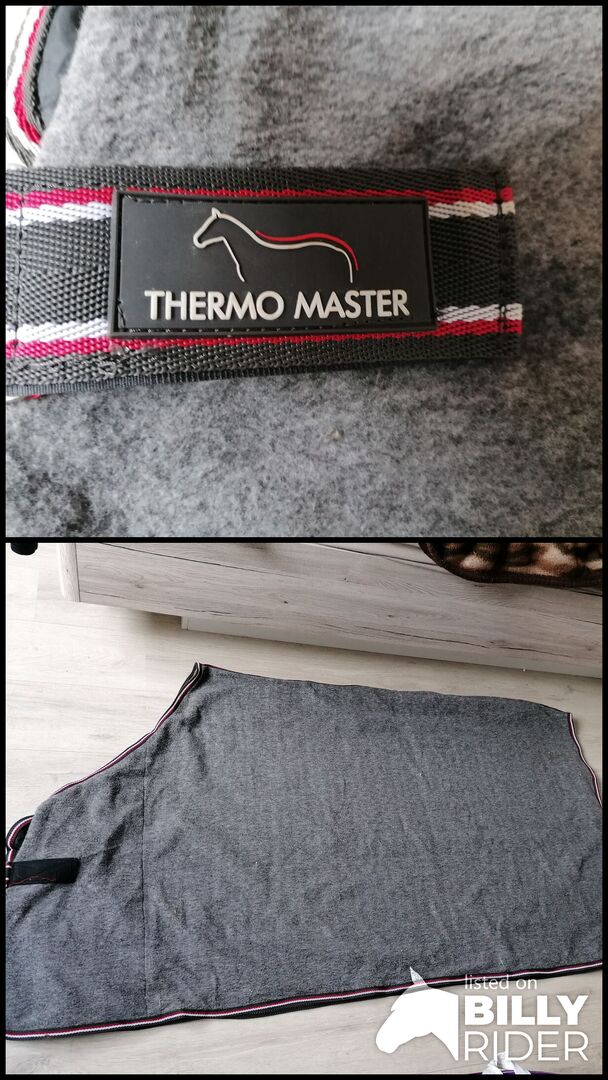 THERMO MASTER
listed on
BILLY
RIDER